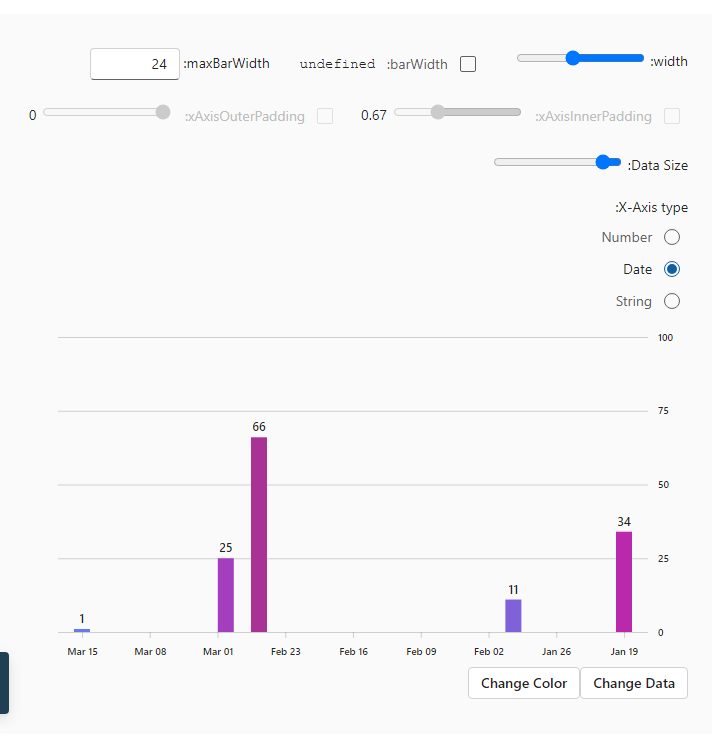 width:
barWidth: undefined
maxBarWidth: 24
xAxisInnerPadding: 0.67
xAxisOuterPadding: 0
Data Size:
X-Axis type:
Number
Date
String
100
75
50
25
0
34
11
66
25
1
Jan 19
Jan 26
Feb 02
Feb 09
Feb 16
Feb 23
Mar 01
Mar 08
Mar 15
Change Data
Change Color